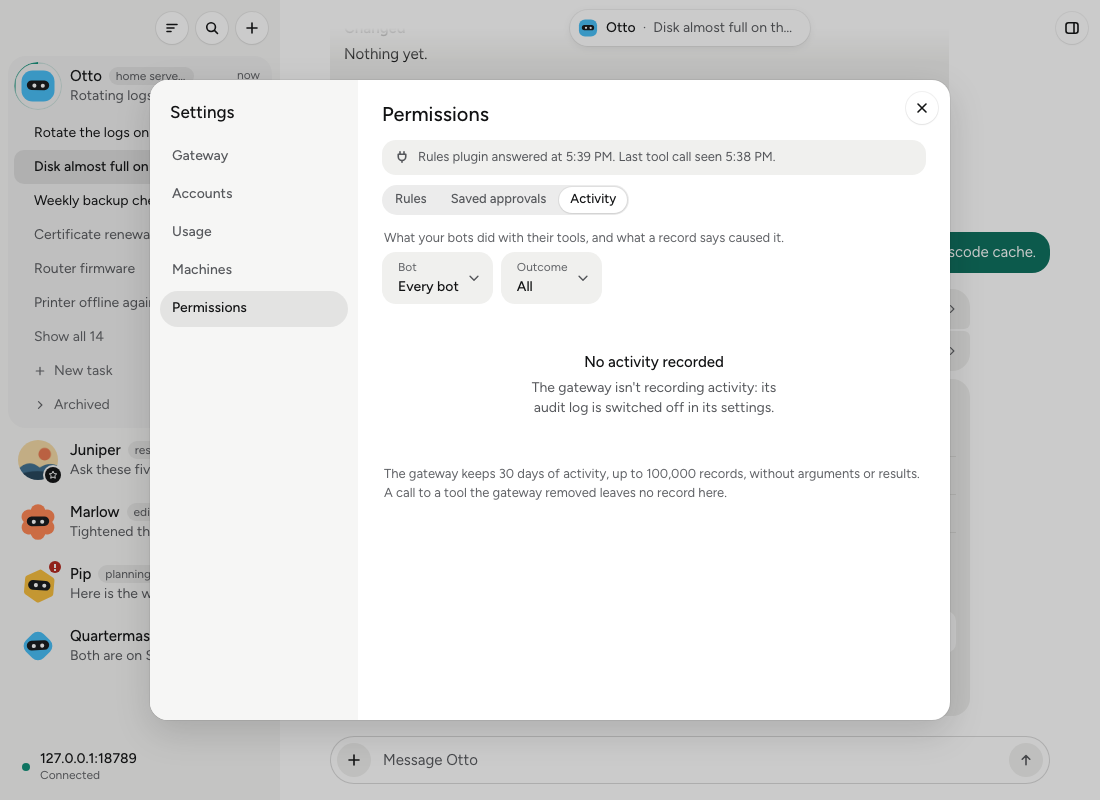 Otto · Disk almost full on th…
Nothing yet.
Otto home serve… now
Rotating logs
Rotate the logs on
Disk almost full on
Weekly backup che
Certificate renewa
Router firmware
Printer offline again
Show all 14
New task
Archived
Juniper res
Ask these fiv
Marlow edi
Tightened th
Pip planning
Here is the w
Quartermas
Both are on S
127.0.0.1:18789
Connected
Settings
Gateway
Accounts
Usage
Machines
Permissions
Permissions
Rules plugin answered at 5:39 PM. Last tool call seen 5:38 PM.
Rules Saved approvals Activity
What your bots did with their tools, and what a record says caused it.
Bot
Every bot
Outcome
All
No activity recorded
The gateway isn't recording activity: its
audit log is switched off in its settings.
The gateway keeps 30 days of activity, up to 100,000 records, without arguments or results.
A call to a tool the gateway removed leaves no record here.
scode cache.
Message Otto